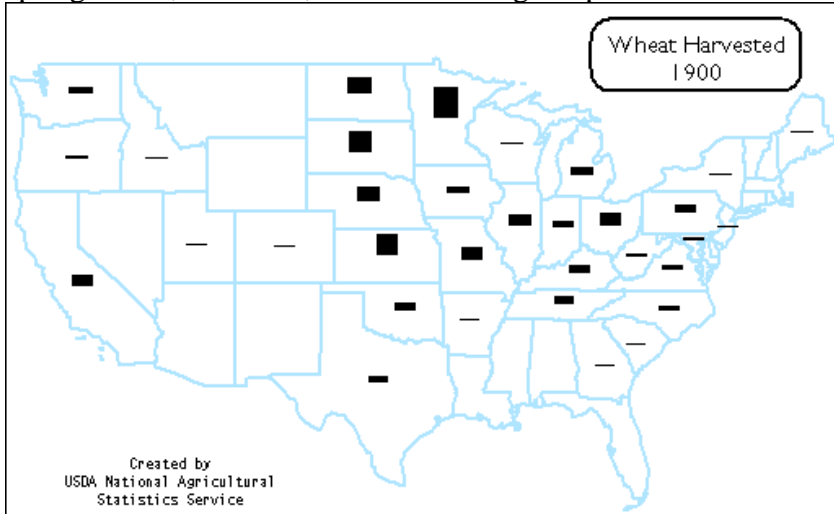 Wheat Harvested
1900
Created by
USDA National Agricultural
Statistics Service